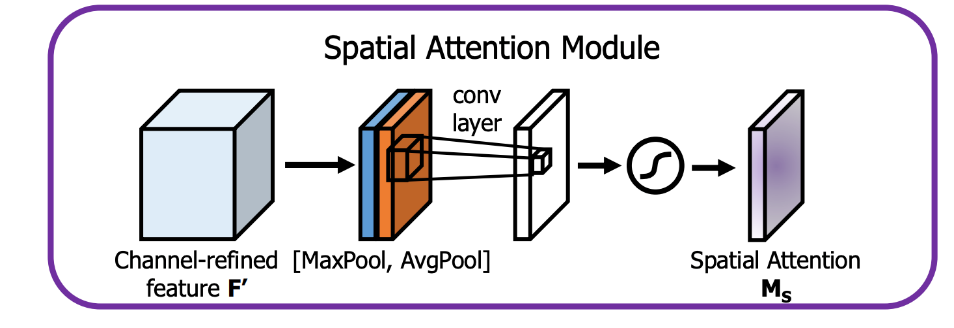 Spatial Attention Module
conv
layer
Channel-refined
feature F’
[MaxPool, AvgPool]
Spatial Attention
Ms